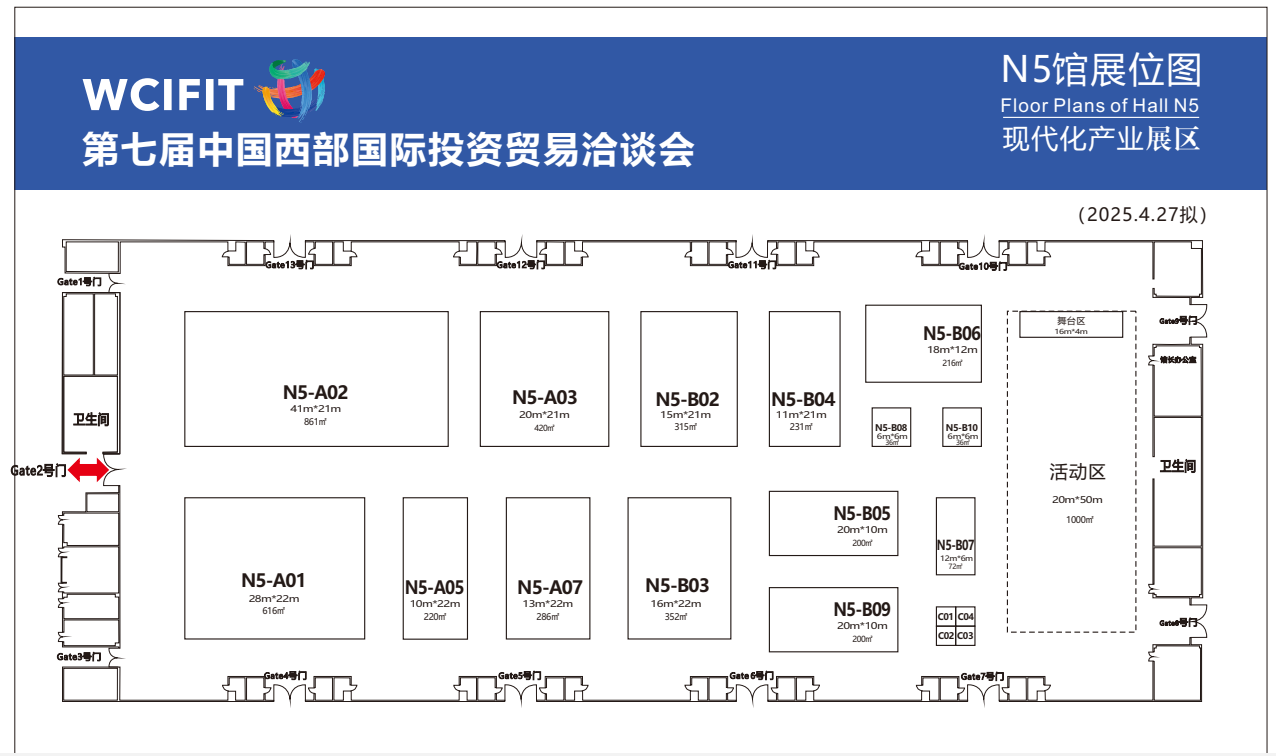 WCIFIT
第七届中国西部国际投资贸易洽谈会
N5馆展位图
Floor Plans of Hall N5
现代化产业展区
(2025.4.27拟)
Gate13号门
Gate12号门
Gate11号门
Gate10号门
Gate1号门
Gate9号门
N5-A02
41m*21m
861㎡
N5-A03
20m*21m
420㎡
N5-B02
15m*21m
315㎡
N5-B04
11m*21m
231㎡
N5-B06
18m*12m
216㎡
舞台区
16m*4m
馆长办公室
N5-B08
6m*6m
36㎡
N5-B10
6m*6m
36㎡
卫生间
Gate2号门
活动区
20m*50m
1000㎡
卫生间
N5-A01
28m*22m
616㎡
N5-A05
10m*22m
220㎡
N5-A07
13m*22m
286㎡
N5-B03
16m*22m
352㎡
N5-B05
20m*10m
200㎡
N5-B07
12m*6m
72㎡
N5-B09
20m*10m
200㎡
C01 C04
C02 C03
Gate8号门
Gate3号门
Gate4号门
Gate5号门
Gate6号门
Gate7号门